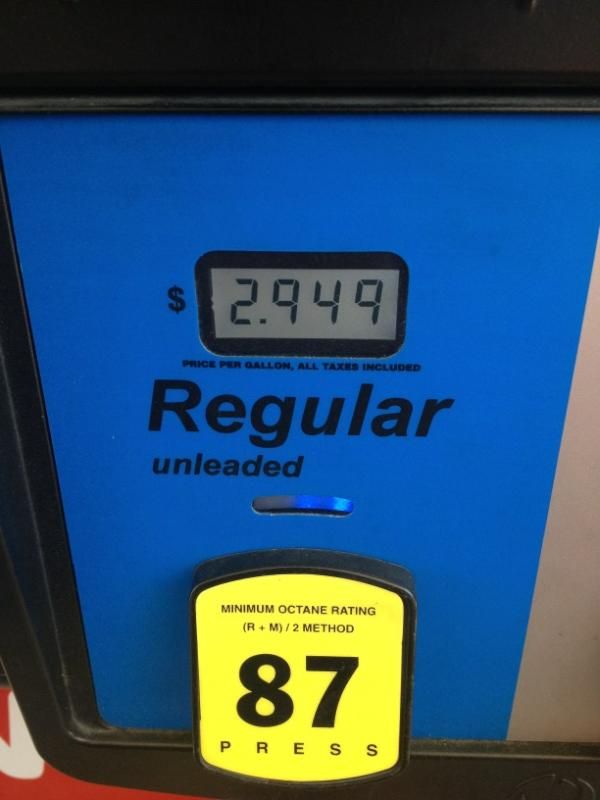 $ 2.949
PRICE PER GALLON, ALL TAXES INCLUDED
Regular
unleaded
MINIMUM OCTANE RATING
(R + M) / 2 METHOD
87
PRESS